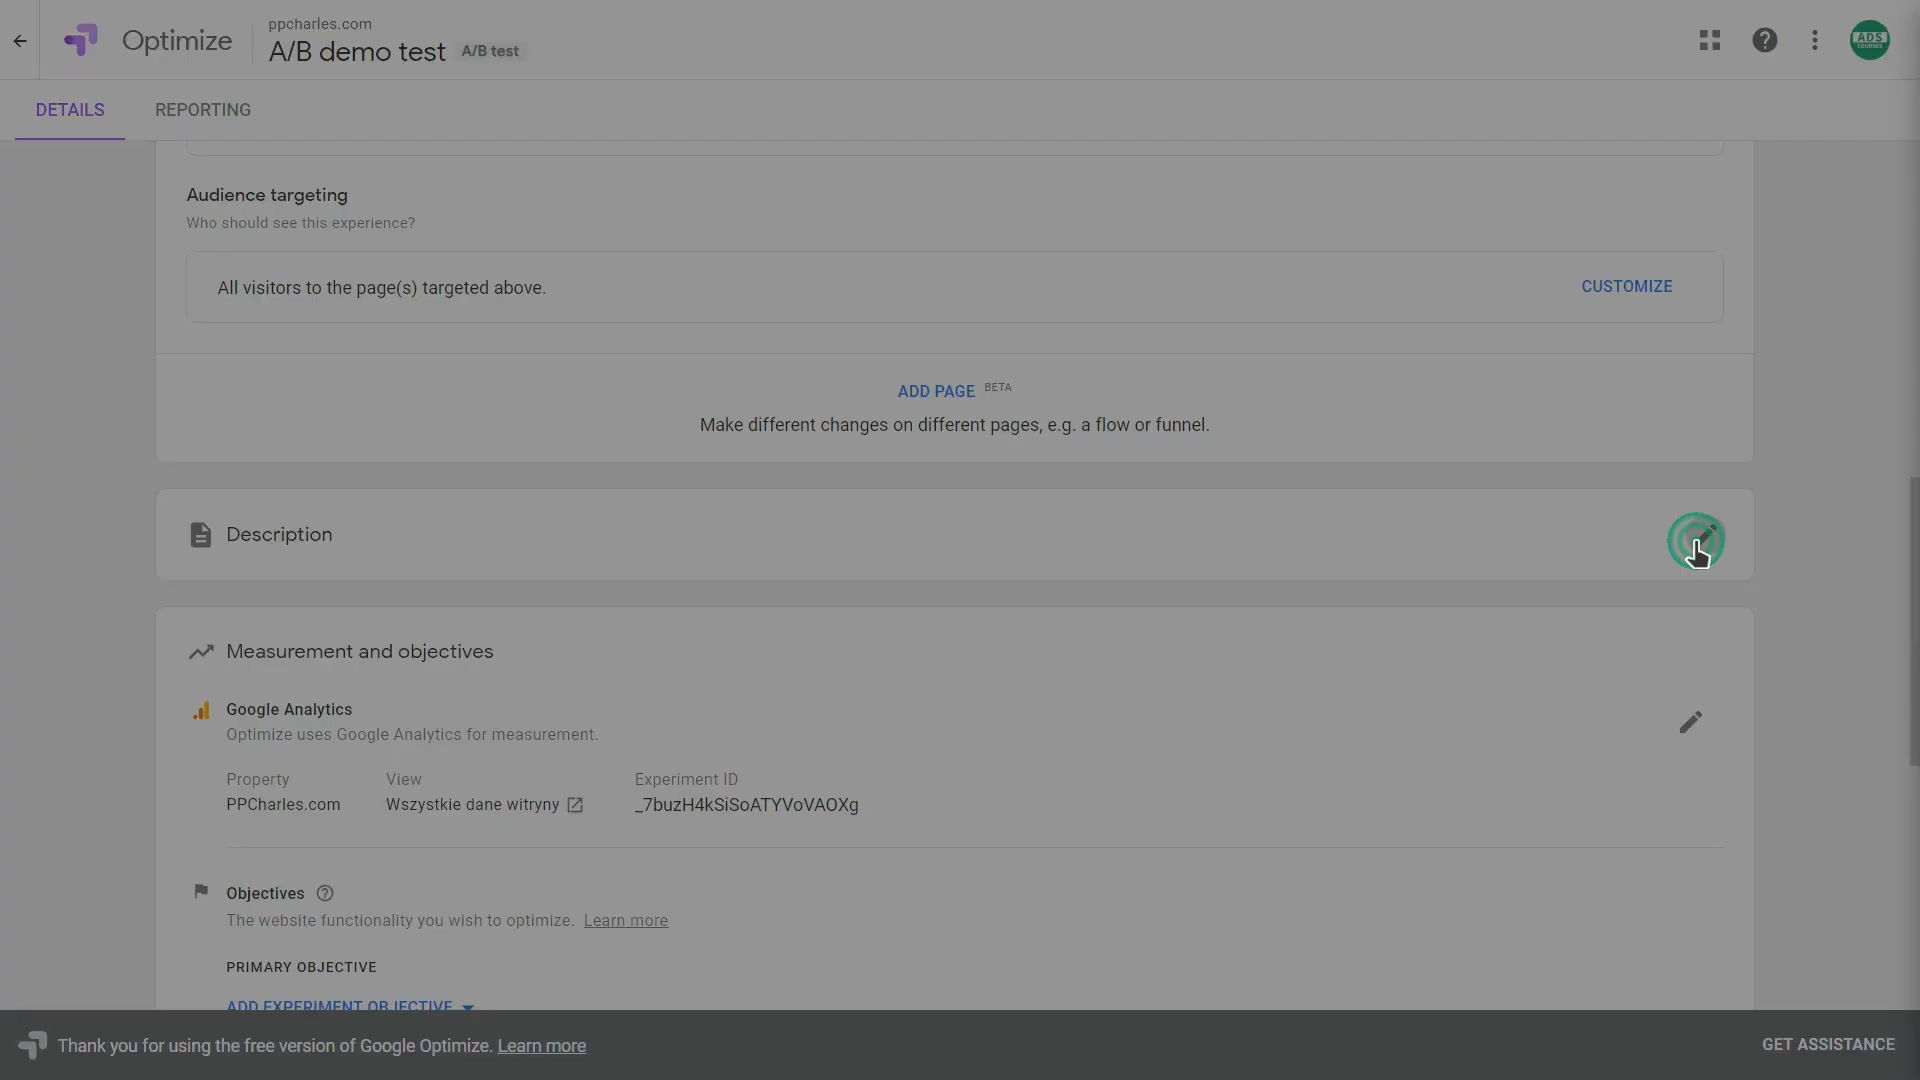 ppcharles.com
Optimize
A/B demo test A/B test
ADS
COURSES
DETAILS
REPORTING
Audience targeting
Who should see this experience?
All visitors to the page(s) targeted above.
CUSTOMIZE
ADD PAGE BETA
Make different changes on different pages, e.g. a flow or funnel.
Description
Measurement and objectives
Google Analytics
Optimize uses Google Analytics for measurement.
Property
View
Experiment ID
PPCharles.com
Wszystkie dane witryny
_7buzH4kSiSoATYVoVAOXg
Objectives
The website functionality you wish to optimize. Learn more
PRIMARY OBJECTIVE
ADD EXPERIMENT OBJECTIVE
Thank you for using the free version of Google Optimize. Learn more
GET ASSISTANCE